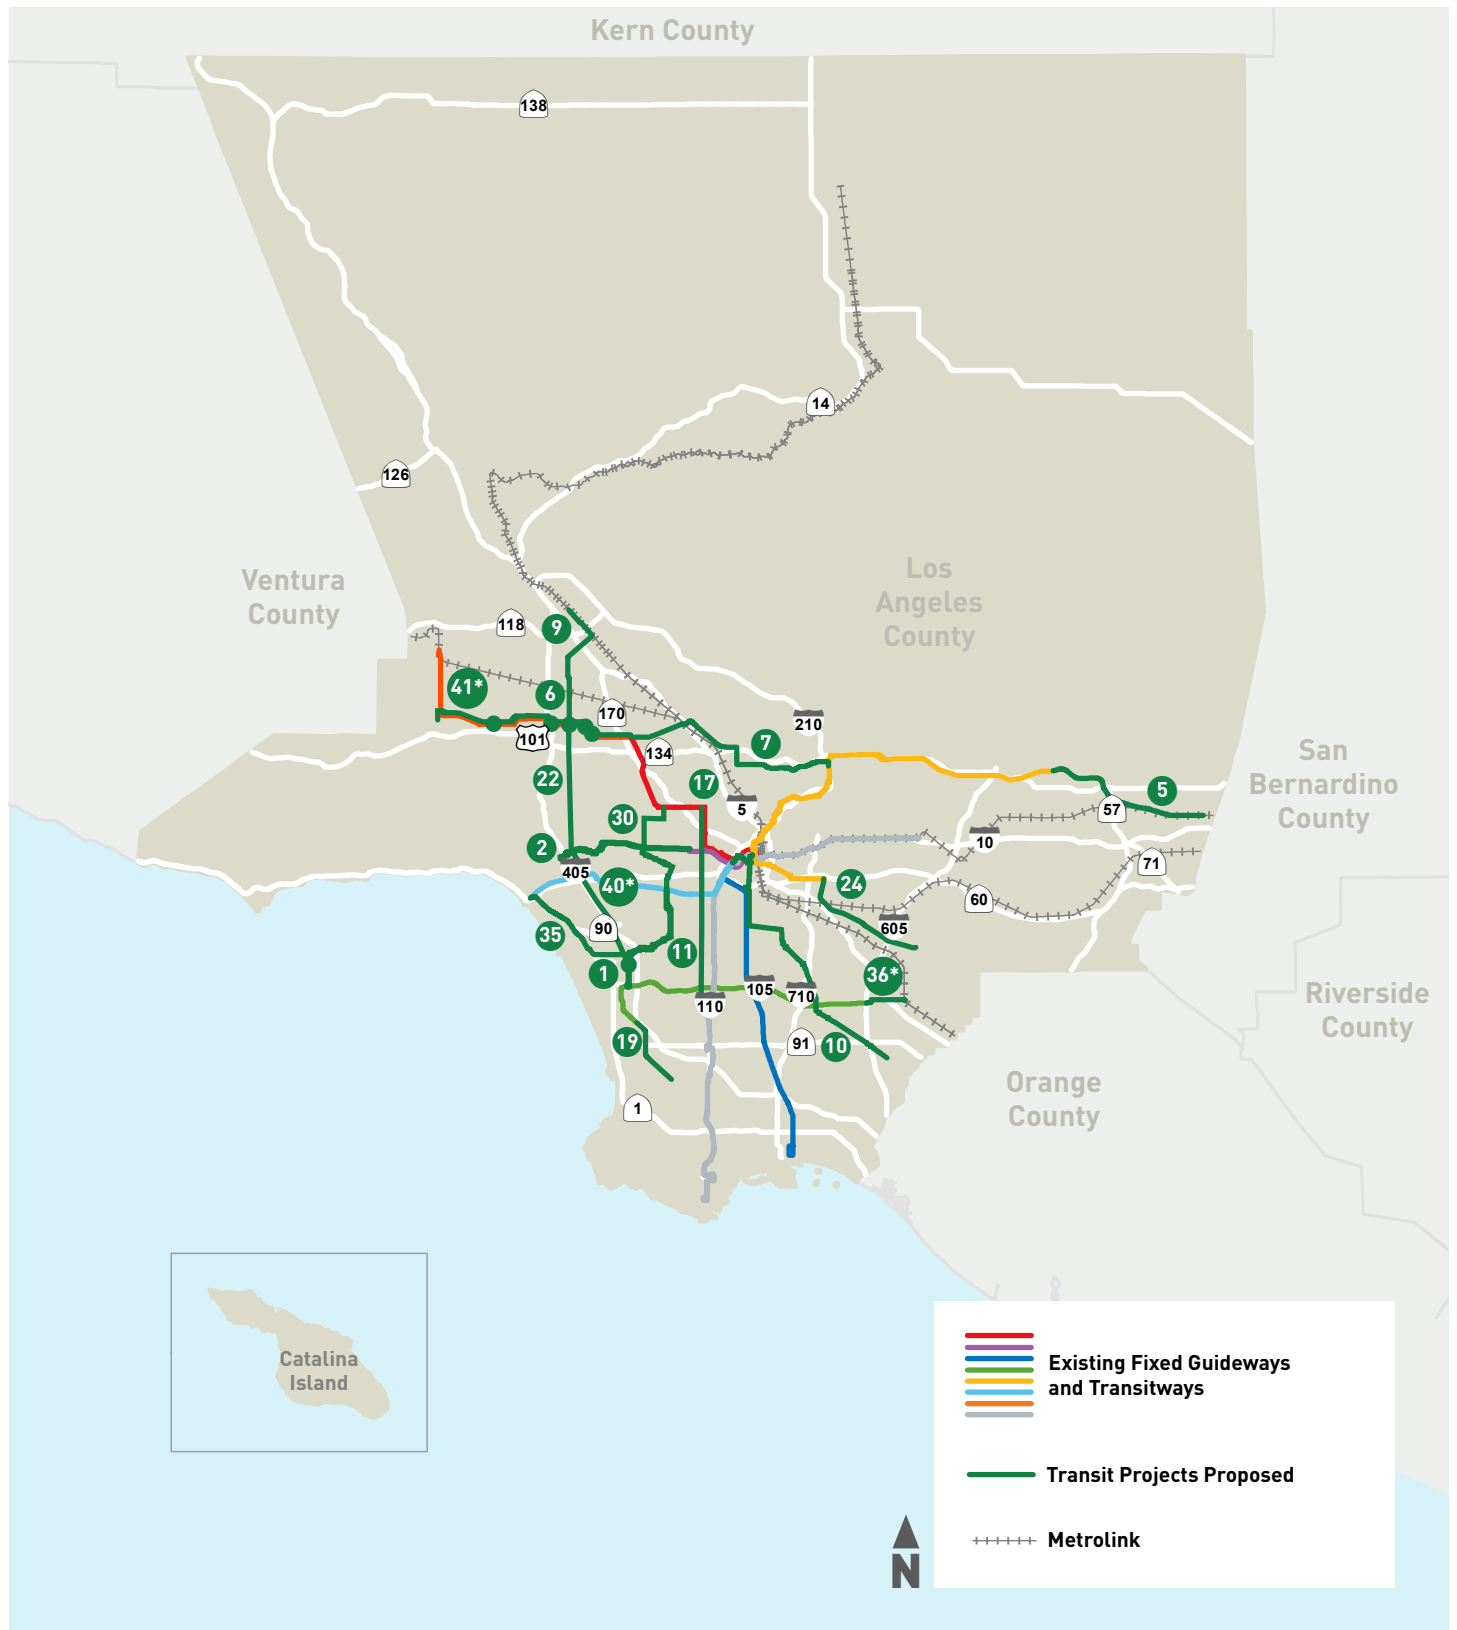 Kern County
138
14
126
Ventura
County
Los
Angeles
County
118
9
41*
6
170
210
101
134
7
San
Bernardino
County
22
17
5
5
57
30
10
2
71
405
40*
24
60
90
605
35
11
1
36*
105
710
110
Riverside
County
19
91
10
Orange
County
1
Catalina
Island
Existing Fixed Guideways
and Transitways
Transit Projects Proposed
Metrolink
N